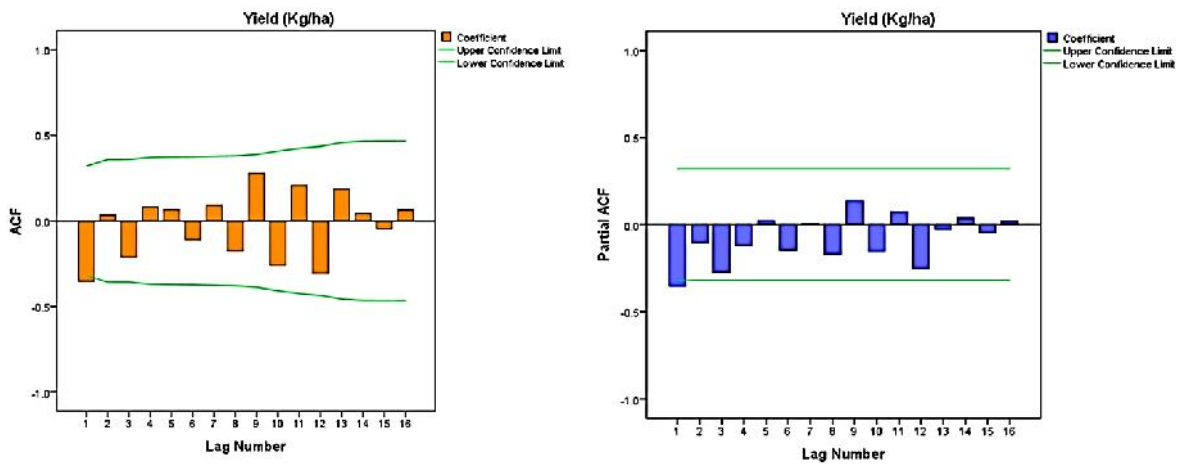 Yield (Kg/ha)
Coefficient
Upper Confidence Limit
Lower Confidence Limit
1.0
0.5
0.0
-0.5
-1.0
ACF
1 2 3 4 5 6 7 8 9 10 11 12 13 14 15 16
Lag Number
Yield (Kg/ha)
Coefficient
Upper Confidence Limit
Lower Confidence Limit
1.0
0.5
0.0
-0.5
-1.0
Partial ACF
1 2 3 4 5 6 7 8 9 10 11 12 13 14 15 16
Lag Number